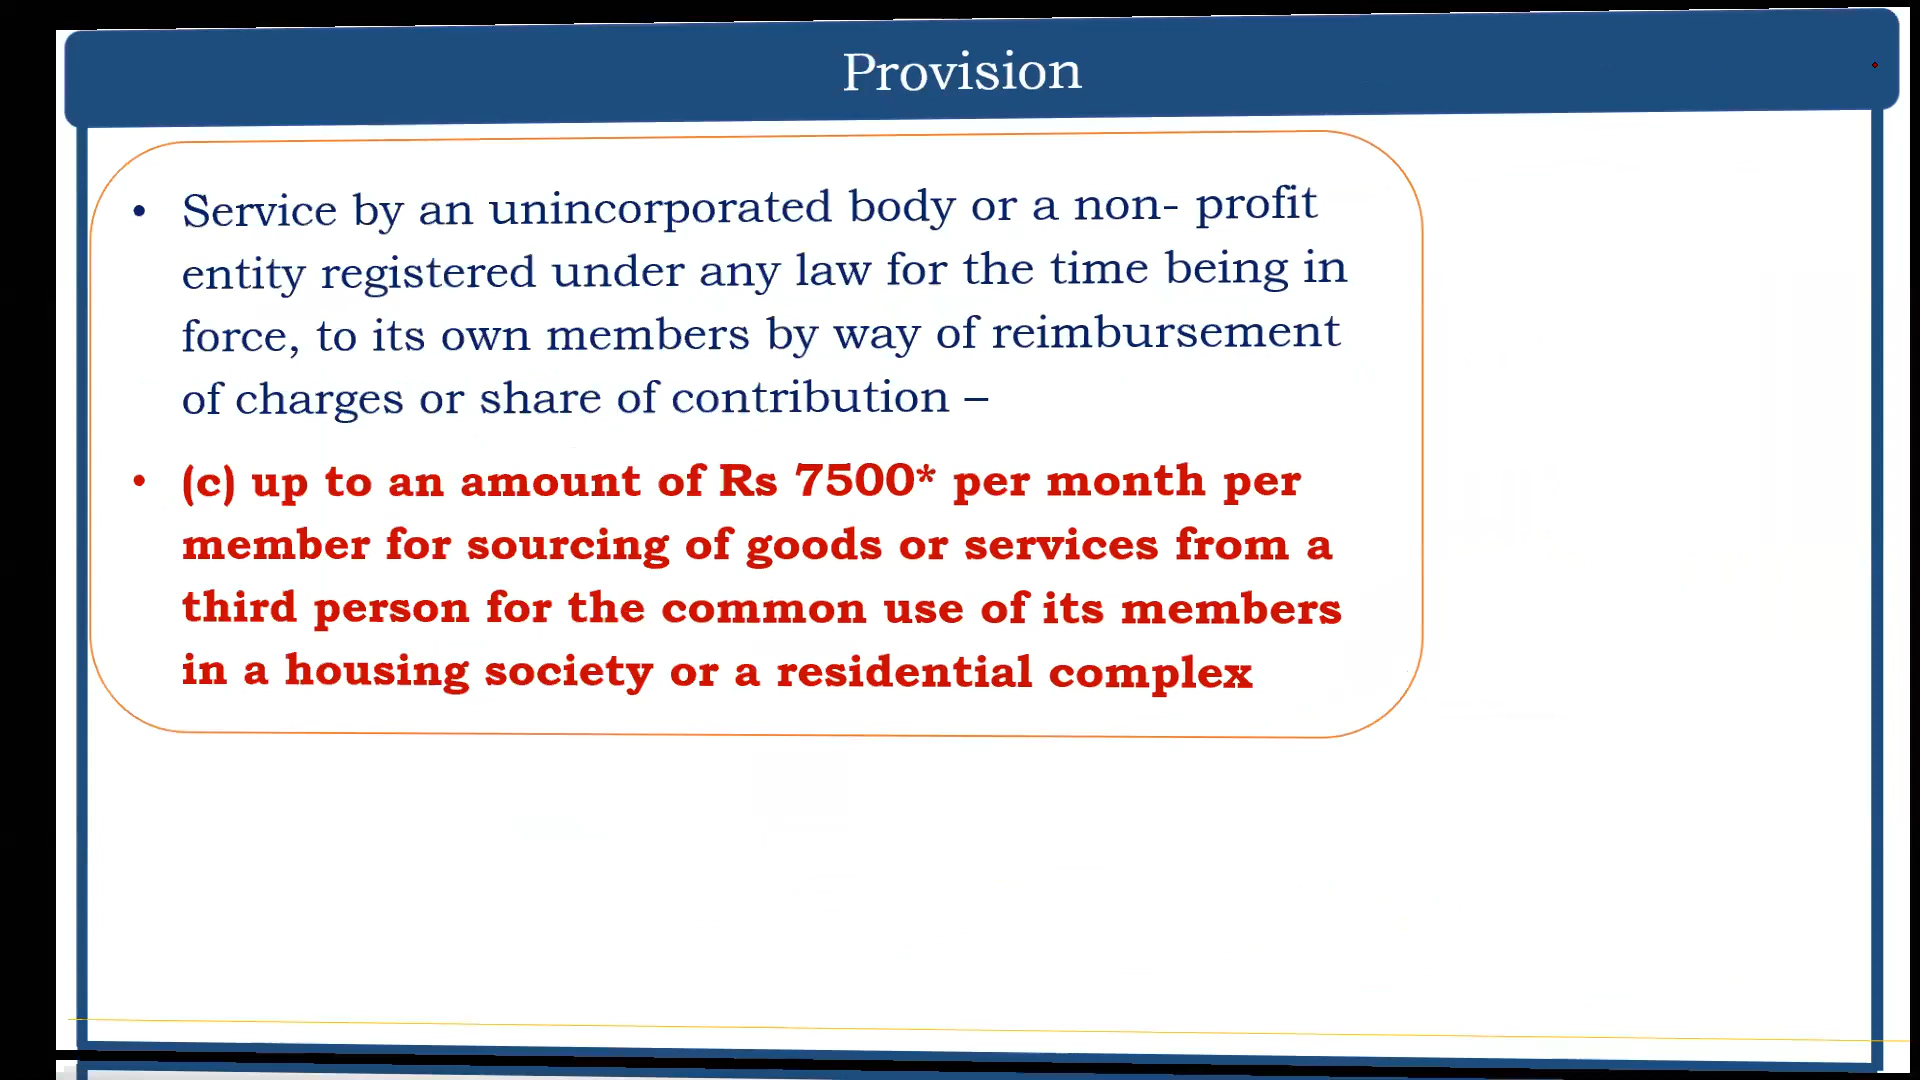 Provision
• Service by an unincorporated body or a non- profit
entity registered under any law for the time being in
force, to its own members by way of reimbursement
of charges or share of contribution –
• (c) up to an amount of Rs 7500* per month per
member for sourcing of goods or services from a
third person for the common use of its members
in a housing society or a residential complex